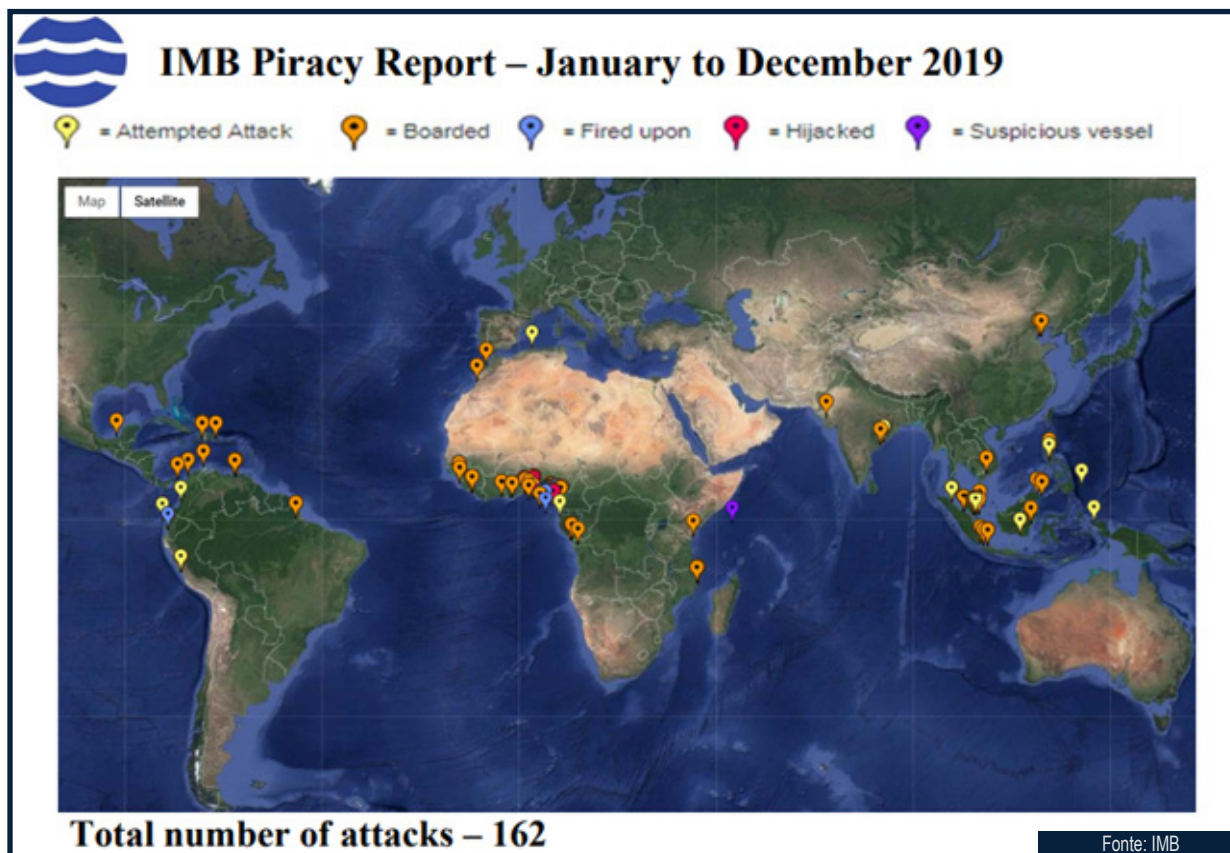 IMB Piracy Report – January to December 2019
= Attempted Attack = Boarded = Fired upon = Hijacked = Suspicious vessel
Map Satellite
Total number of attacks – 162
Fonte: IMB